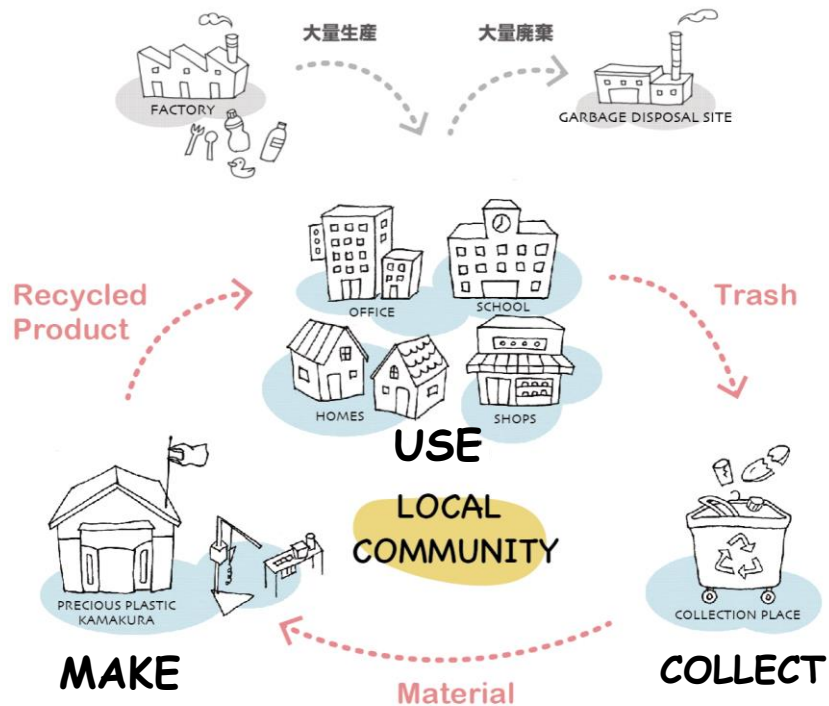 大量生産
大量廃棄
FACTORY
GARBAGE DISPOSAL SITE
Recycled
Product
OFFICE
SCHOOL
Trash
HOMES
SHOPS
USE
LOCAL
COMMUNITY
PRECIOUS PLASTIC
KAMAKURA
COLLECTION PLACE
MAKE
COLLECT
Material